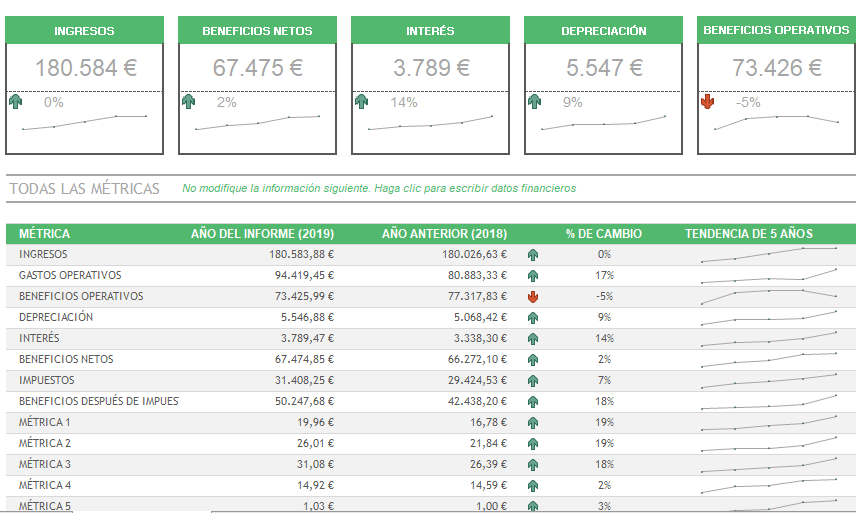 INGRESOS BENEFICIOS NETOS INTERÉS DEPRECIACIÓN BENEFICIOS OPERATIVOS
180.584 € 67.475 € 3.789 € 5.547 € 73.426 €
0% 2% 14% 9% -5%
TODAS LAS MÉTRICAS No modifique la información siguiente. Haga clic para escribir datos financieros
MÉTRICA AÑO DEL INFORME (2019) AÑO ANTERIOR (2018) % DE CAMBIO TENDENCIA DE 5 AÑOS
INGRESOS 180.583,88 € 180.026,63 € 0%
GASTOS OPERATIVOS 94.419,45 € 80.883,33 € 17%
BENEFICIOS OPERATIVOS 73.425,99 € 77.317,83 € -5%
DEPRECIACIÓN 5.546,88 € 5.068,42 € 9%
INTERÉS 3.789,47 € 3.338,30 € 14%
BENEFICIOS NETOS 67.474,85 € 66.272,10 € 2%
IMPUESTOS 31.408,25 € 29.424,53 € 7%
BENEFICIOS DESPUÉS DE IMPUES 50.247,68 € 42.438,20 € 18%
MÉTRICA 1 19,96 € 16,78 € 19%
MÉTRICA 2 26,01 € 21,84 € 19%
MÉTRICA 3 31,08 € 26,39 € 18%
MÉTRICA 4 14,92 € 14,59 € 2%
MÉTRICA 5 1,03 € 1,00 € 3%